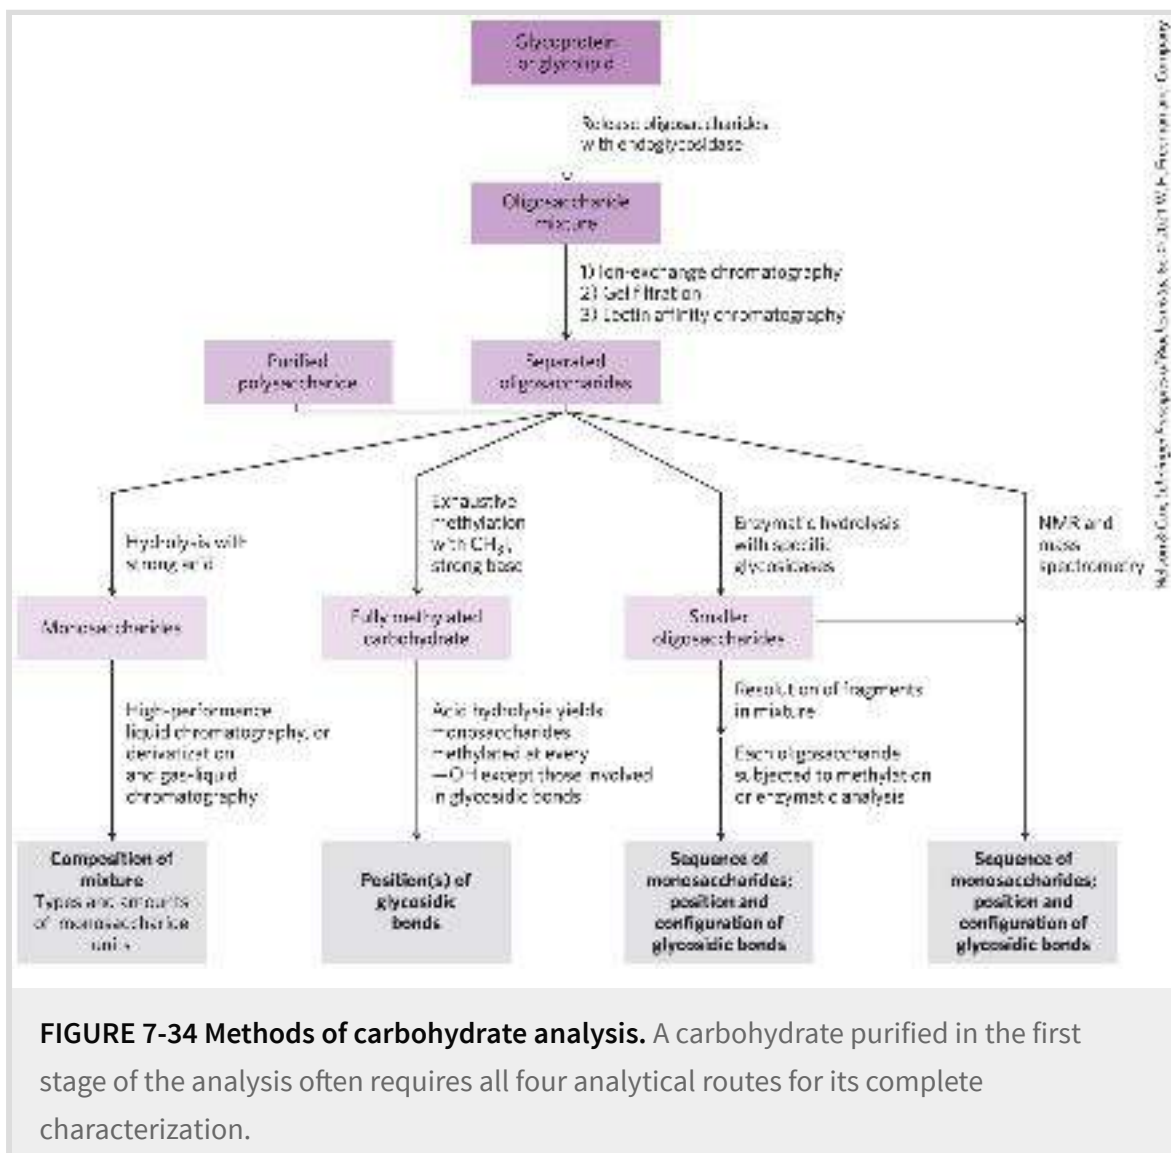 Glycoprotein
or glycolipid
Release oligosaccharides
with endoglycosidase
Oligosaccharide
mixture
1) Ion-exchange chromatography
2) Gel filtration
3) Lectin affinity chromatography
Purified
polysaccharide
Separated
oligosaccharides
Hydrolysis with
strong acid
Exhaustive
methylation
with CH₃I,
strong base
Enzymatic hydrolysis
with specific
glycosidases
NMR and
mass
spectrometry
Monosaccharides
Fully methylated
carbohydrate
Smaller
oligosaccharides
High-performance
liquid chromatography, or
derivatization
and gas-liquid
chromatography
Acid hydrolysis yields
monosaccharides
methylated at every
—OH except those involved
in glycosidic bonds
Resolution of fragments
in mixture
Each oligosaccharide
subjected to methylation
or enzymatic analysis
Composition of
mixture
Types and amounts
of monosaccharide
units
Position(s) of
glycosidic
bonds
Sequence of
monosaccharides;
position and
configuration of
glycosidic bonds
Sequence of
monosaccharides;
position and
configuration of
glycosidic bonds
2021 W.H. Freeman and Company
FIGURE 7-34 Methods of carbohydrate analysis. A carbohydrate purified in the first
stage of the analysis often requires all four analytical routes for its complete
characterization.